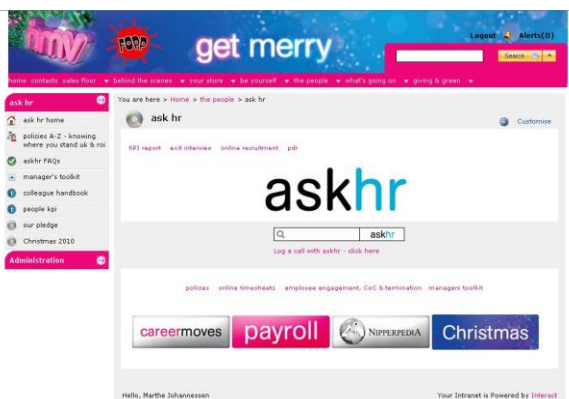 my
FOPP
get merry
Logout Alerts(0)
Search
home contacts sales floor behind the scenes your store be yourself the people what's going on giving & green
ask hr
You are here > Home > the people > ask hr
ask hr home
ask hr
Customise
policies A-Z - knowing
where you stand uk & roi
KPI report exit interview online recruitment pdr
askhr FAQs
manager's toolkit
colleague handbook
people kpi
our pledge
Christmas 2010
Administration
askhr
askhr
Log a call with askhr - click here
policies online timesheets employee engagement, CoC & termination managers toolkit
careermoves
payroll
NIPPERPEDIA
Christmas
Hello, Marthe Johannessen
Your Intranet is Powered by Interact